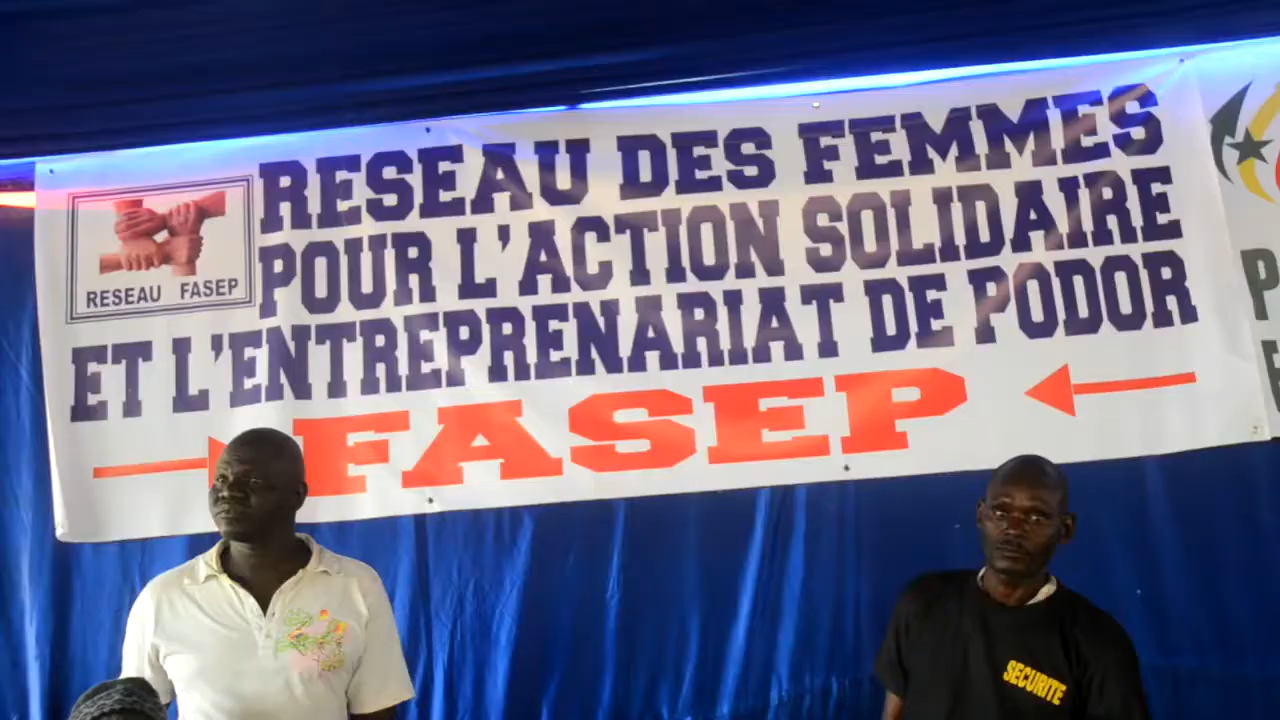 RESEAU DES FEMMES
POUR L'ACTION SOLIDAIRE
ET L'ENTREPRENARIAT DE PODOR
FASEP
RESEAU FASEP
SECURITE